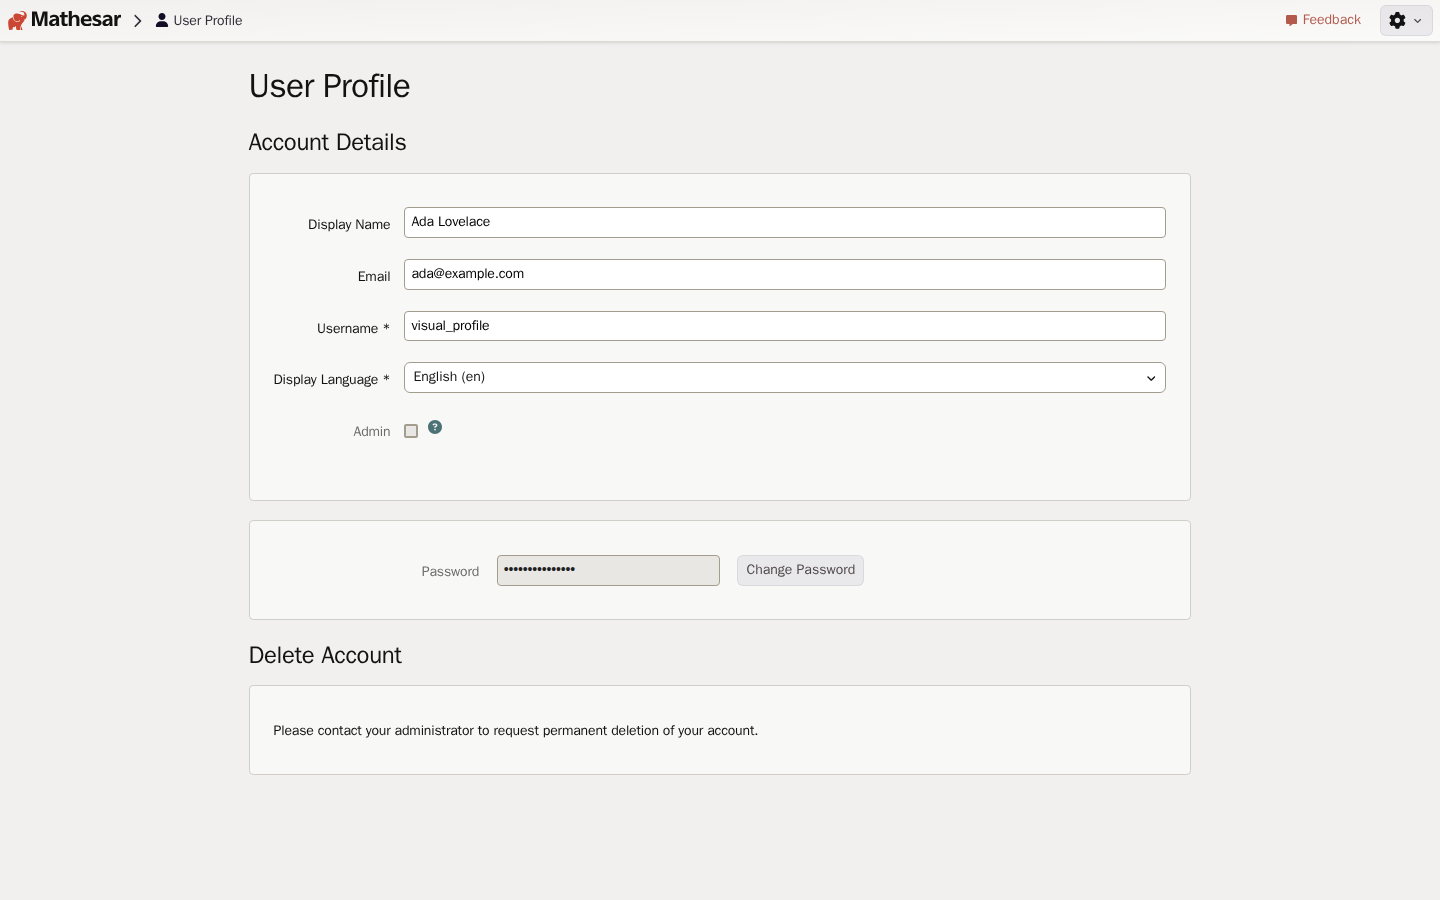 Mathesar
User Profile
Feedback
User Profile
Account Details
Display Name
Ada Lovelace
Email
ada@example.com
Username *
visual_profile
Display Language *
English (en)
Admin
?
Password
•••••••••••••••
Change Password
Delete Account
Please contact your administrator to request permanent deletion of your account.